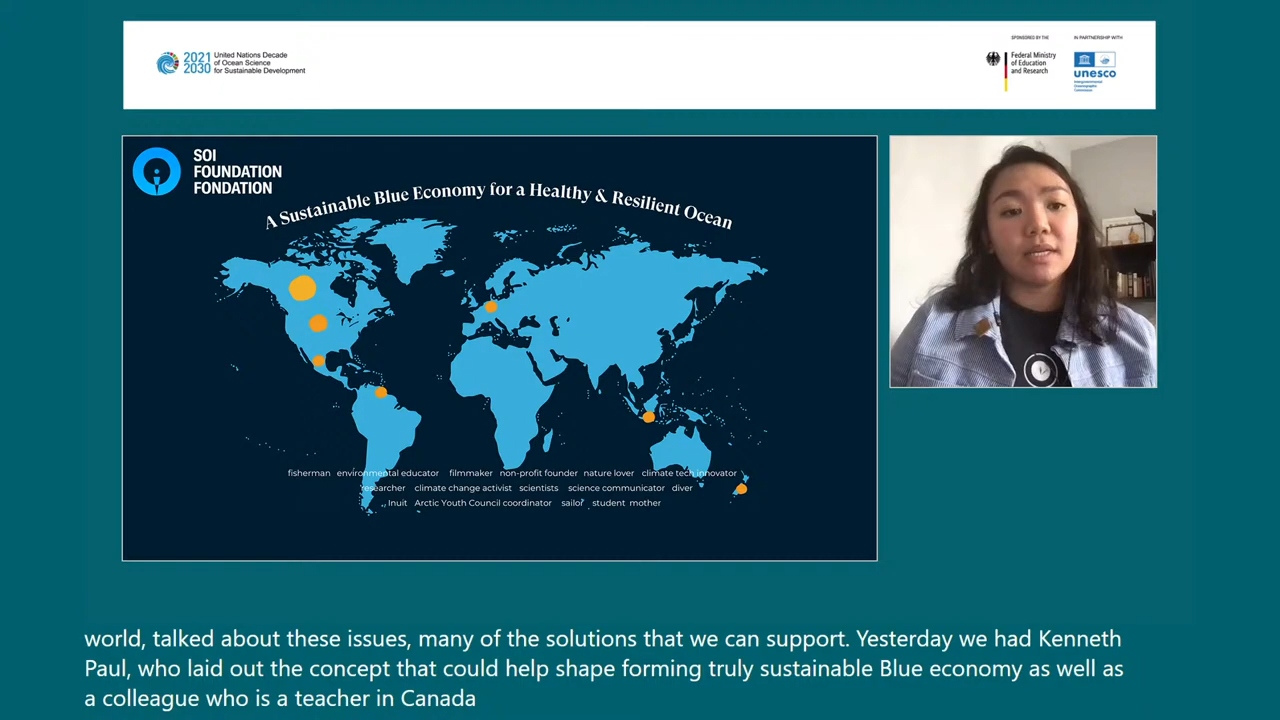 2021
2030
United Nations Decade
of Ocean Science
for Sustainable Development
SPONSORED BY THE
Federal Ministry
of Education
and Research
IN PARTNERSHIP WITH
unesco
Intergovernmental
Oceanographic
Commission
SOI
FOUNDATION
FONDATION
A Sustainable Blue Economy for a Healthy & Resilient Ocean
fisherman environmental educator filmmaker non-profit founder nature lover climate tech innovator
researcher climate change activist scientists science communicator diver
Inuit Arctic Youth Council coordinator sailor student mother
world, talked about these issues, many of the solutions that we can support. Yesterday we had Kenneth
Paul, who laid out the concept that could help shape forming truly sustainable Blue economy as well as
a colleague who is a teacher in Canada